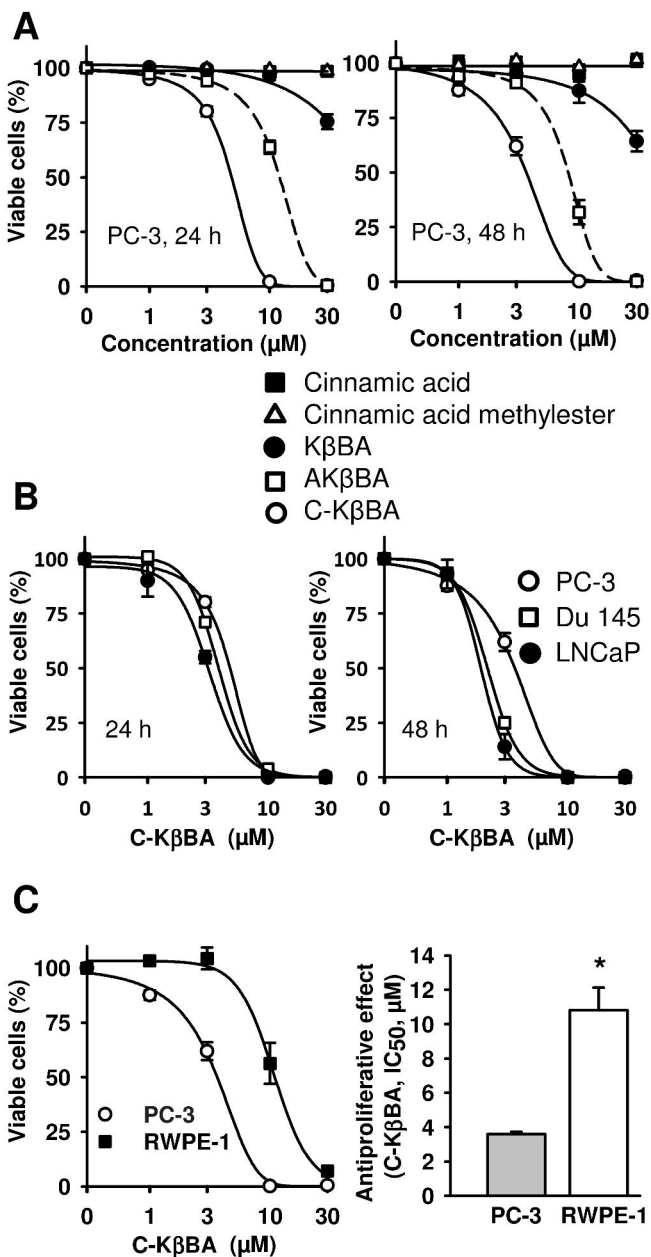 A
Viable cells (%)
100
75
50
25
0
PC-3, 24 h
0 1 3 10 30
Concentration (µM)
Viable cells (%)
100
75
50
25
0
PC-3, 48 h
0 1 3 10 30
Concentration (µM)
Cinnamic acid
Cinnamic acid methylester
KβBA
AKβBA
C-KβBA
B
Viable cells (%)
100
75
50
25
0
24 h
0 1 3 10 30
C-KβBA (µM)
Viable cells (%)
100
75
50
25
0
48 h
PC-3
Du 145
LNCaP
0 1 3 10 30
C-KβBA (µM)
C
Viable cells (%)
100
75
50
25
0
PC-3
RWPE-1
0 1 3 10 30
C-KβBA (µM)
Antiproliferative effect
(C-KβBA, IC50, µM)
14
12
10
8
6
4
2
0
*
PC-3 RWPE-1